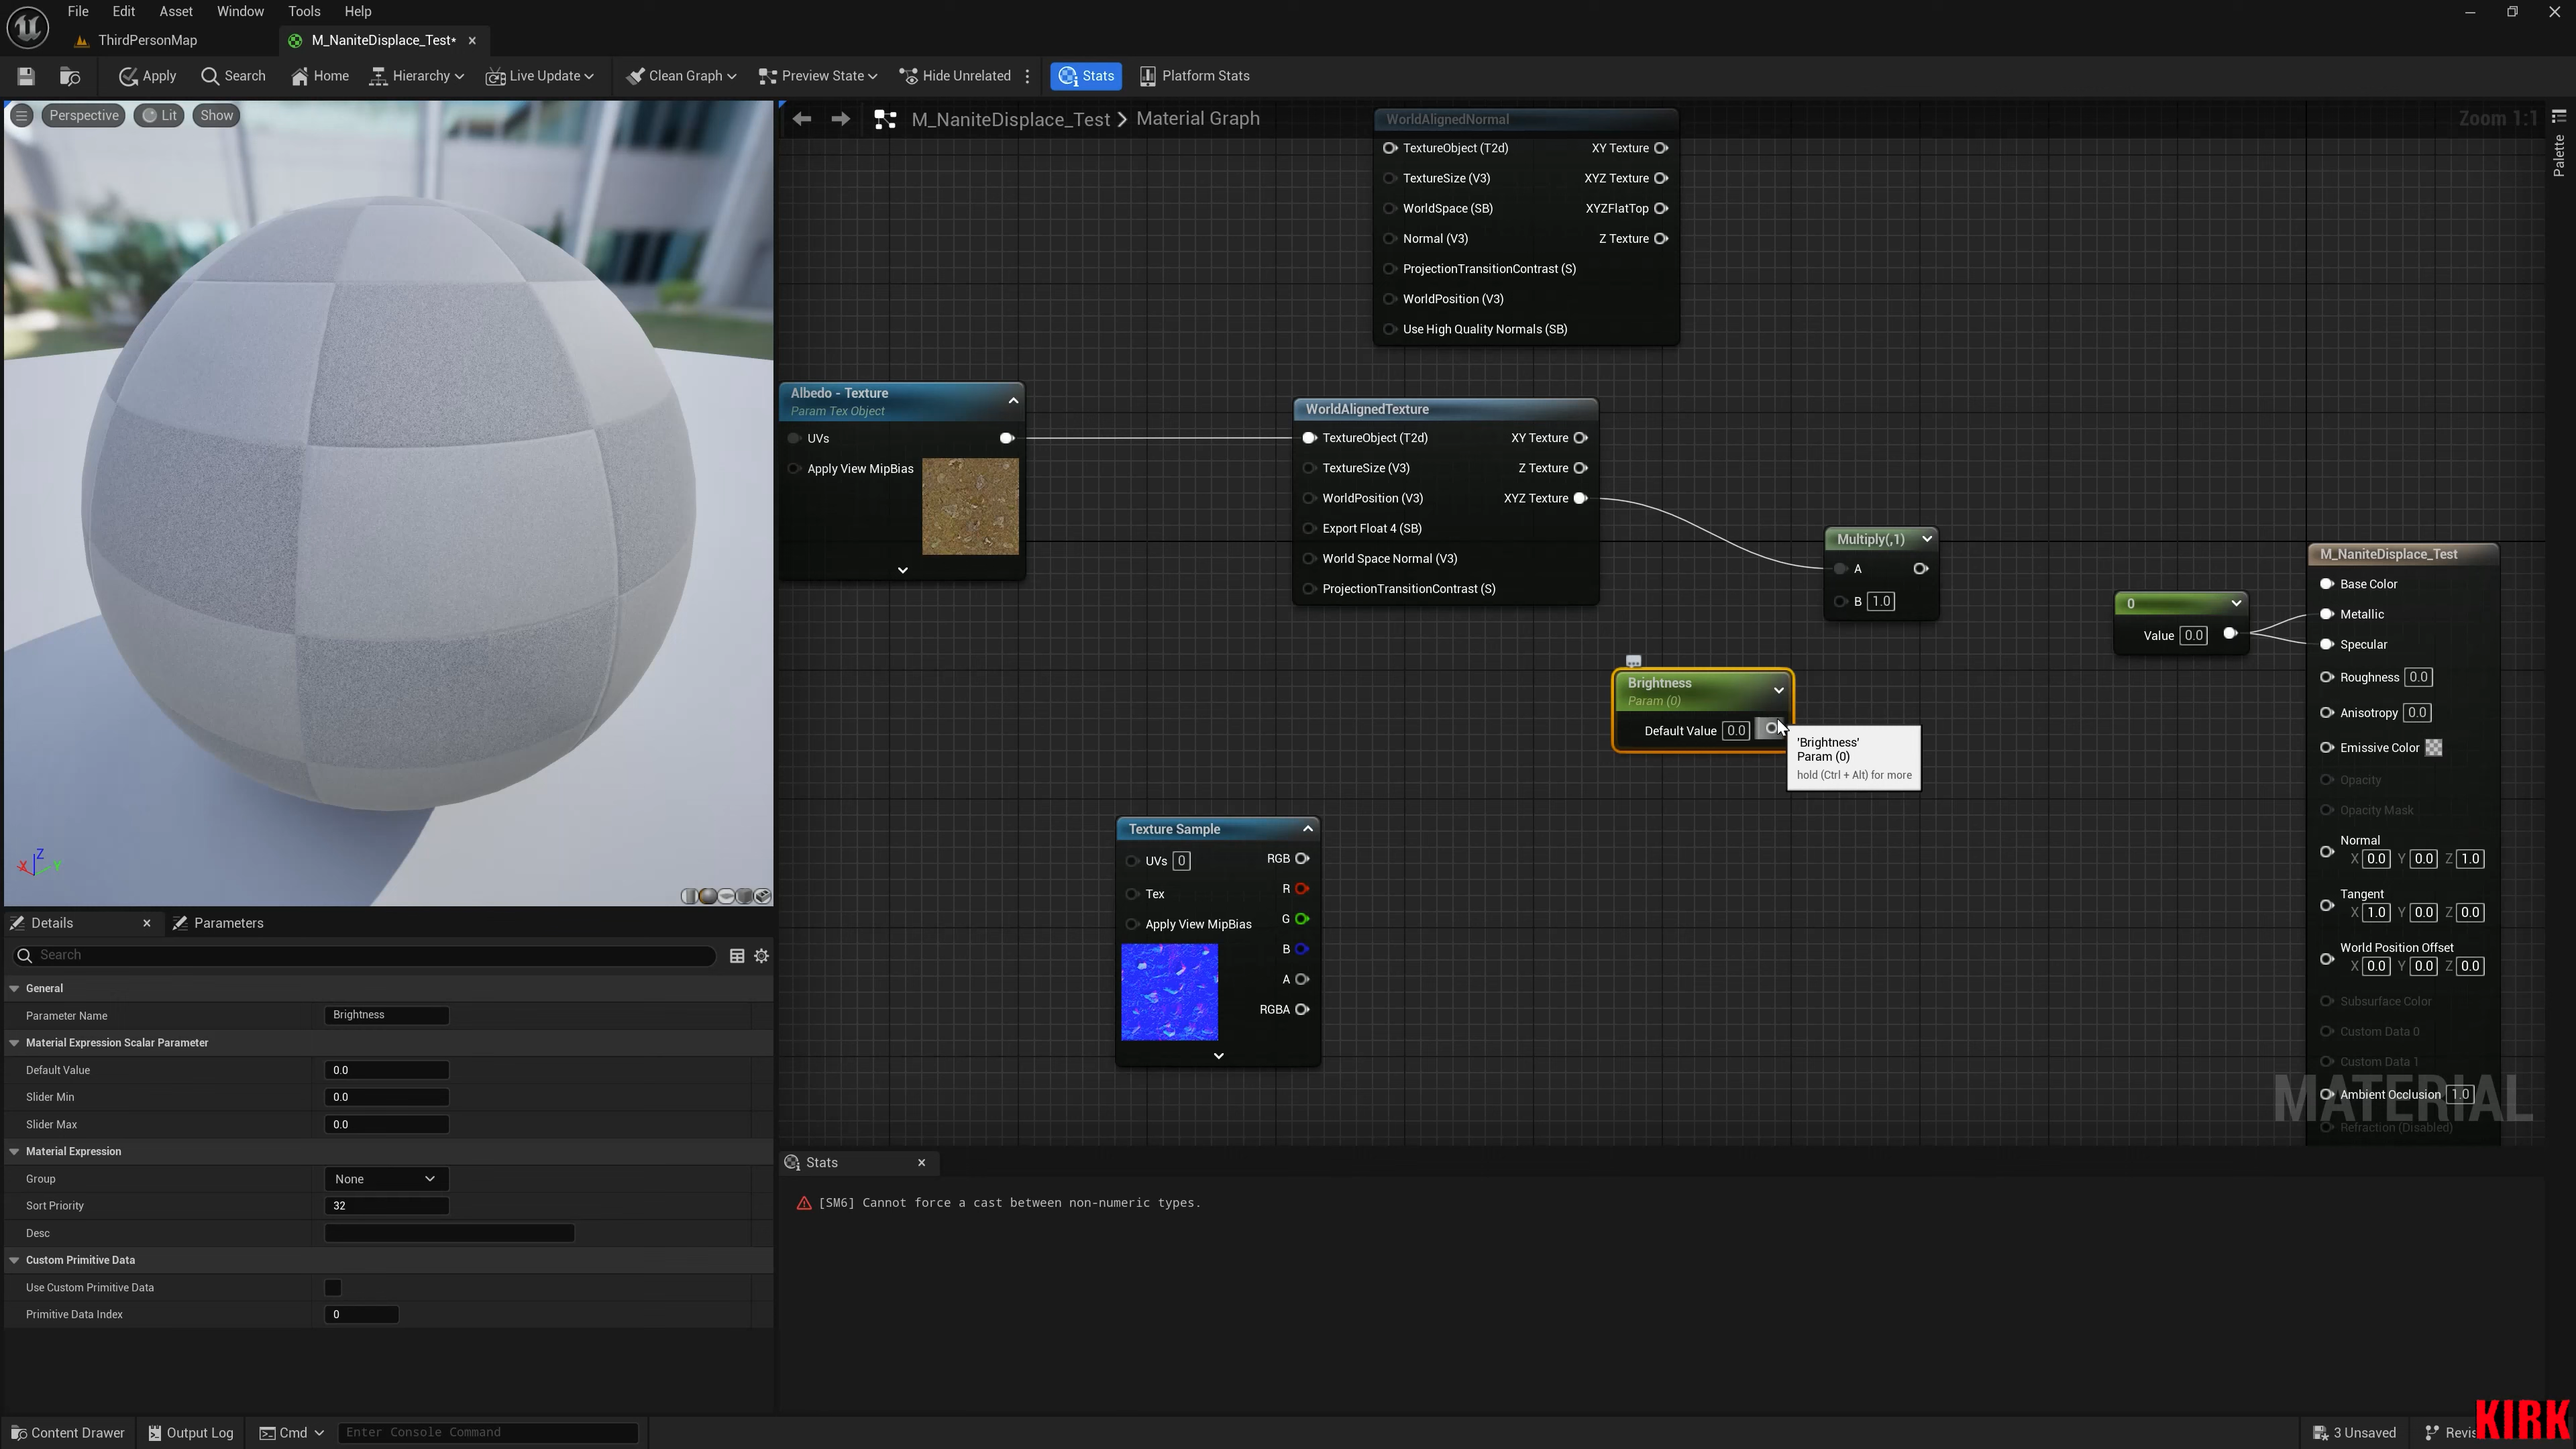 File Edit Asset Window Tools Help
ThirdPersonMap
M_NaniteDisplace_Test*
Apply Search Home Hierarchy Live Update Clean Graph Preview State Hide Unrelated Stats Platform Stats
Perspective Lit Show
M_NaniteDisplace_Test > Material Graph
Zoom 1:1
Palette
WorldAlignedNormal
TextureObject (T2d) XY Texture
TextureSize (V3) XYZ Texture
WorldSpace (SB) XYZFlatTop
Normal (V3) Z Texture
ProjectionTransitionContrast (S)
WorldPosition (V3)
Use High Quality Normals (SB)
Albedo - Texture
Param Tex Object
UVs
Apply View MipBias
WorldAlignedTexture
TextureObject (T2d) XY Texture
TextureSize (V3) Z Texture
WorldPosition (V3) XYZ Texture
Export Float 4 (SB)
World Space Normal (V3)
ProjectionTransitionContrast (S)
Multiply(,1)
A
B 1.0
0
Value 0.0
Brightness
Param (0)
Default Value 0.0
'Brightness'
Param (0)
hold (Ctrl + Alt) for more
Texture Sample
UVs 0 RGB
R
Tex
G
Apply View MipBias
B
A
RGBA
M_NaniteDisplace_Test
Base Color
Metallic
Specular
Roughness 0.0
Anisotropy 0.0
Emissive Color
Opacity
Opacity Mask
Normal
X 0.0 Y 0.0 Z 1.0
Tangent
X 1.0 Y 0.0 Z 0.0
World Position Offset
X 0.0 Y 0.0 Z 0.0
Subsurface Color
Custom Data 0
Custom Data 1
Ambient Occlusion 1.0
Refraction (Disabled)
MATERIAL
X Z Y
Details Parameters
Search
General
Parameter Name Brightness
Material Expression Scalar Parameter
Default Value 0.0
Slider Min 0.0
Slider Max 0.0
Material Expression
Group None
Sort Priority 32
Desc
Custom Primitive Data
Use Custom Primitive Data
Primitive Data Index 0
Stats
[SM6] Cannot force a cast between non-numeric types.
Content Drawer Output Log Cmd Enter Console Command
3 Unsaved
KIRK